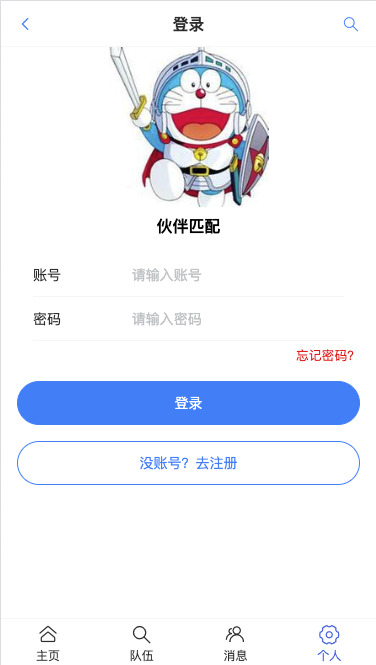 登录
伙伴匹配
账号 请输入账号
密码 请输入密码
忘记密码?
登录
没账号? 去注册
主页 队伍 消息 个人